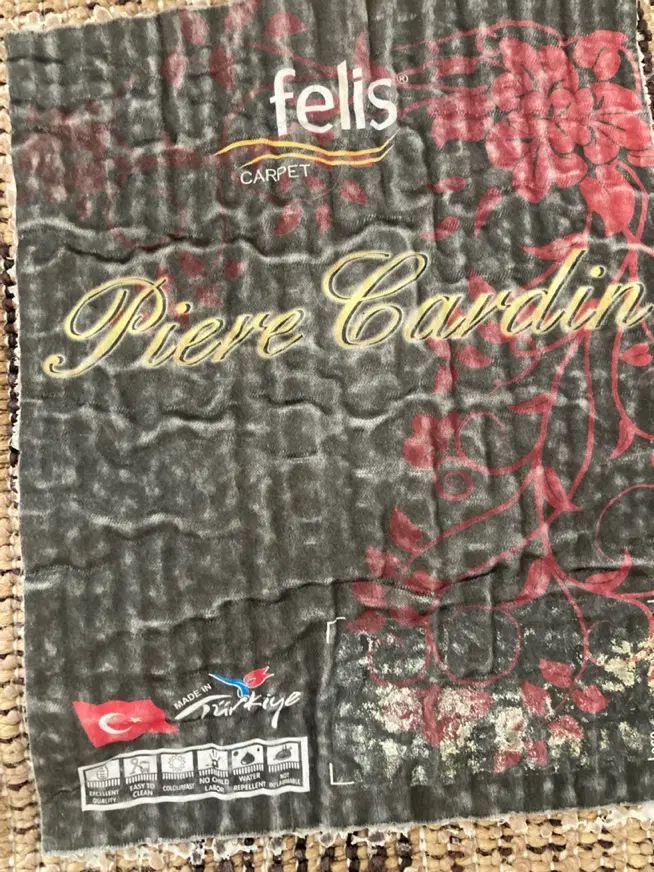 felis®
CARPET
Piere Cardin
MADE IN
Türkiye
EXCELLENT QUALITY
EASY TO CLEAN
COLOURFAST
NO CHILD LABOR
WATER REPELLENT
NOT INFLAMMABLE